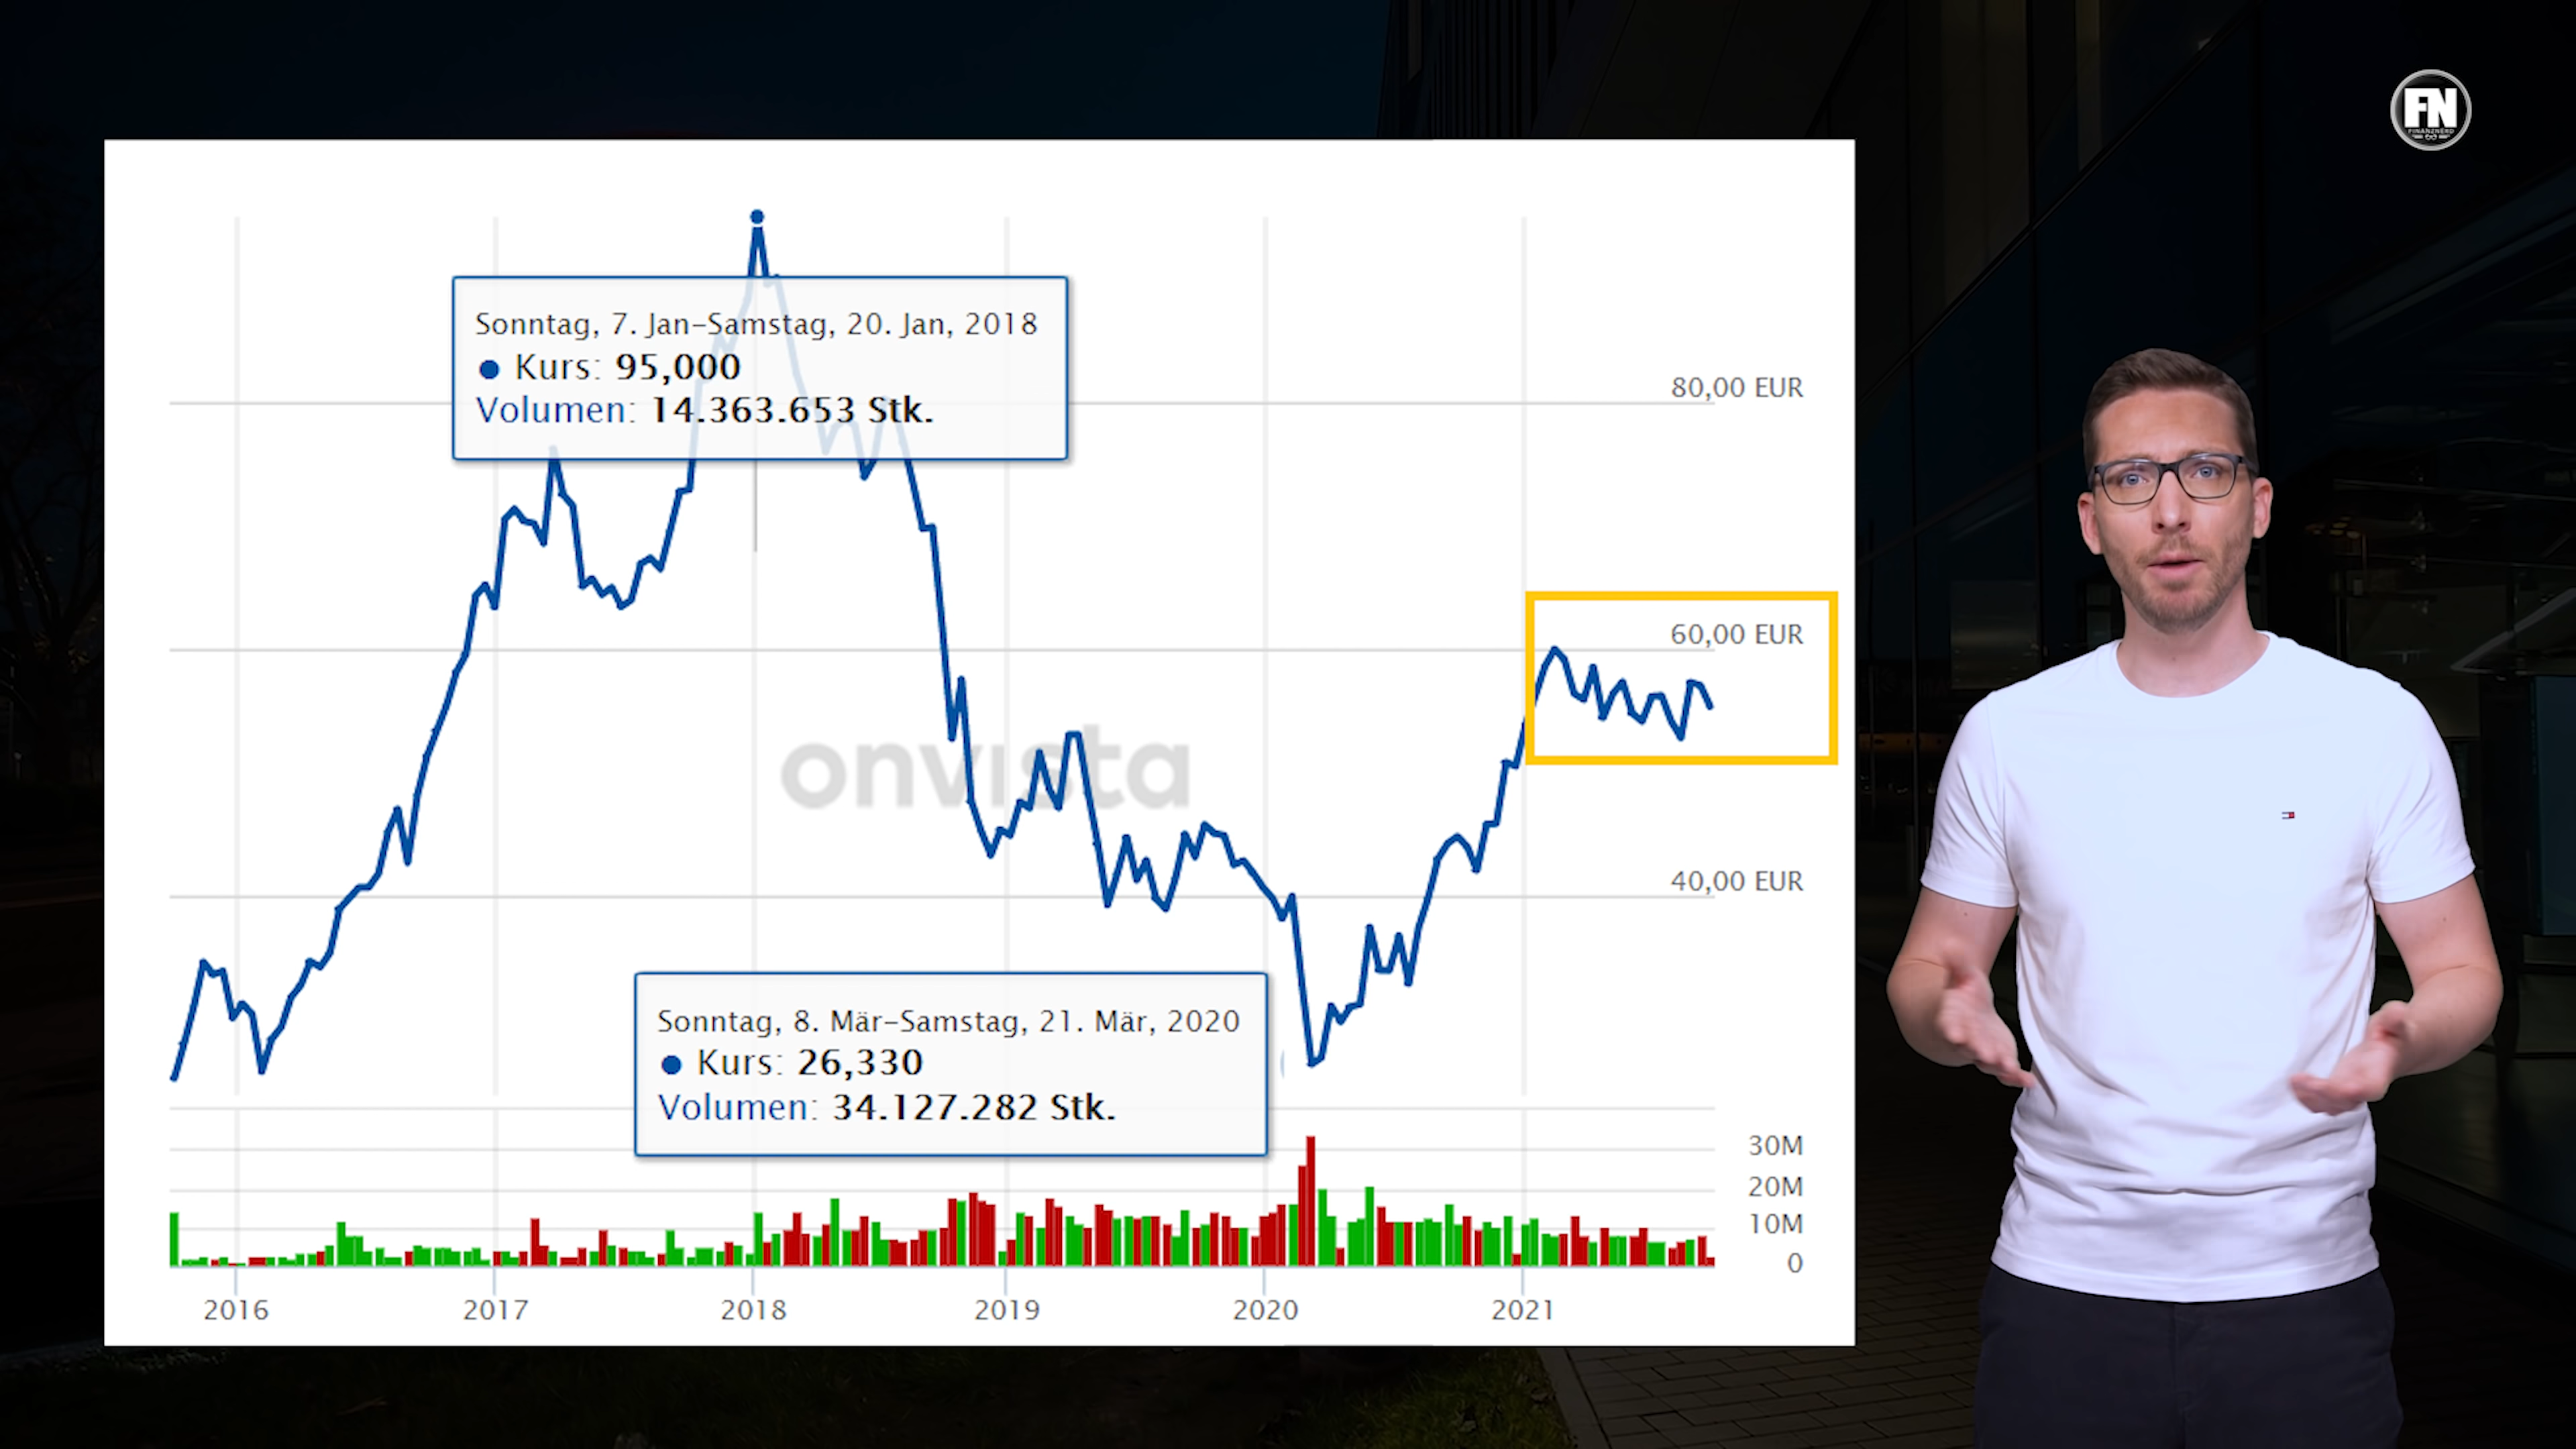 FN
FINANZNERD
Sonntag, 7. Jan–Samstag, 20. Jan, 2018
Kurs: 95,000
Volumen: 14.363.653 Stk.
80,00 EUR
60,00 EUR
onvista
40,00 EUR
Sonntag, 8. Mär–Samstag, 21. Mär, 2020
Kurs: 26,330
Volumen: 34.127.282 Stk.
30M
20M
10M
0
2016
2017
2018
2019
2020
2021